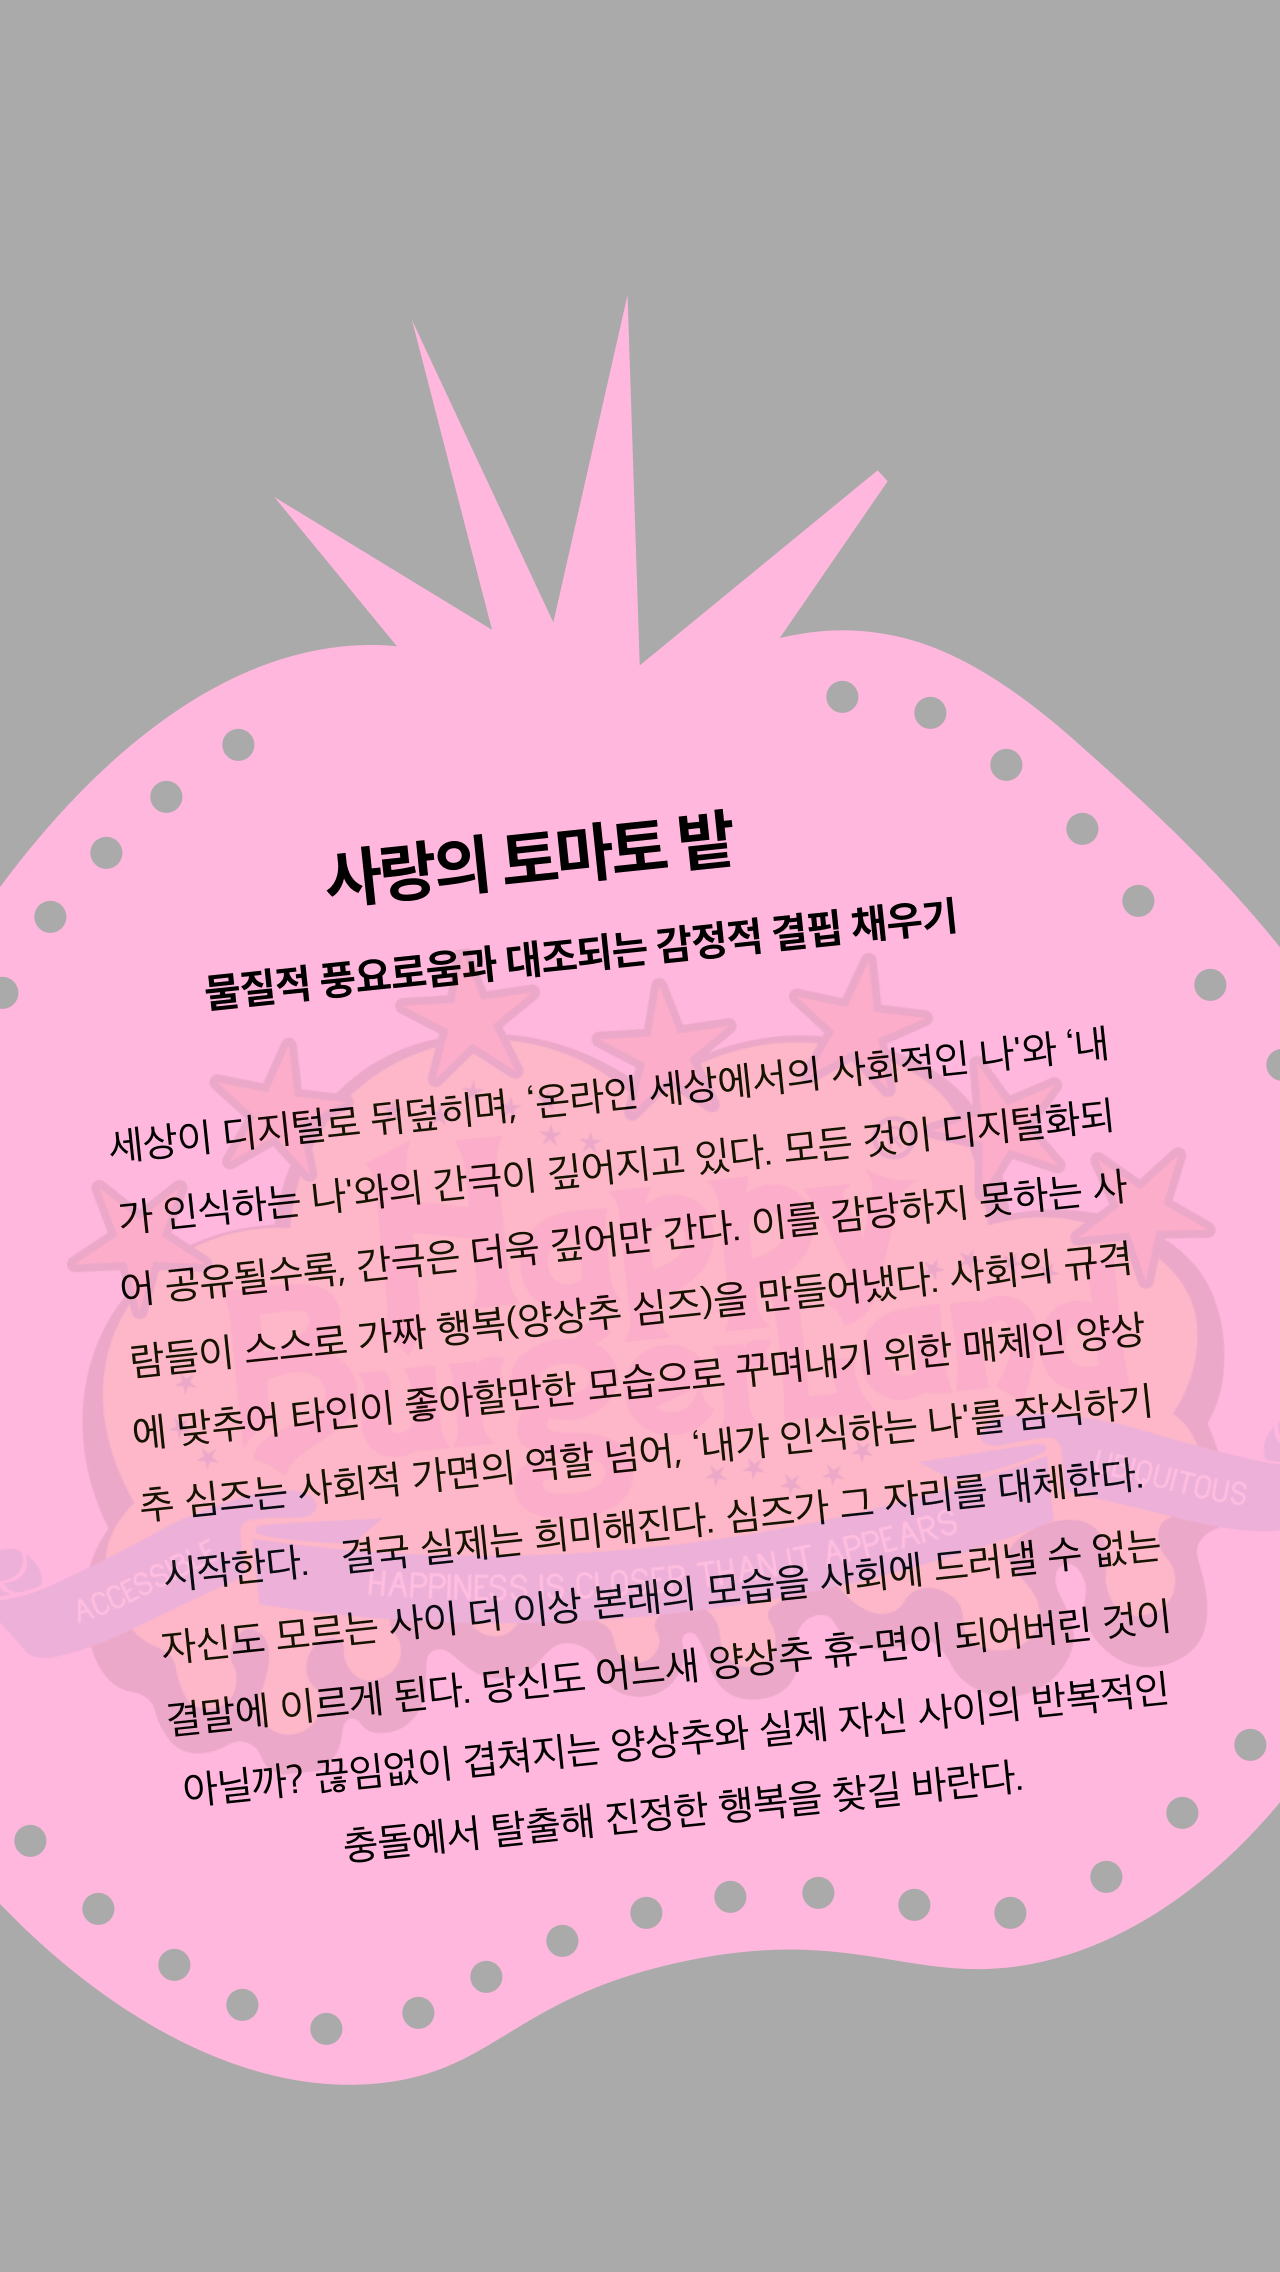 사랑의 토마토 밭
물질적 풍요로움과 대조되는 감정적 결핍 채우기
세상이 디지털로 뒤덮히며, ‘온라인 세상에서의 사회적인 나'와 ‘내
가 인식하는 나'와의 간극이 깊어지고 있다. 모든 것이 디지털화되
어 공유될수록, 간극은 더욱 깊어만 간다. 이를 감당하지 못하는 사
람들이 스스로 가짜 행복(양상추 심즈)을 만들어냈다. 사회의 규격
에 맞추어 타인이 좋아할만한 모습으로 꾸며내기 위한 매체인 양상
추 심즈는 사회적 가면의 역할 넘어, ‘내가 인식하는 나'를 잠식하기
시작한다. 결국 실제는 희미해진다. 심즈가 그 자리를 대체한다.
자신도 모르는 사이 더 이상 본래의 모습을 사회에 드러낼 수 없는
결말에 이르게 된다. 당신도 어느새 양상추 휴-면이 되어버린 것이
아닐까? 끊임없이 겹쳐지는 양상추와 실제 자신 사이의 반복적인
충돌에서 탈출해 진정한 행복을 찾길 바란다.
Happy
Burgerland
ACCESSIBLE
HAPPINESS IS CLOSER THAN IT APPEARS
UBIQUITOUS